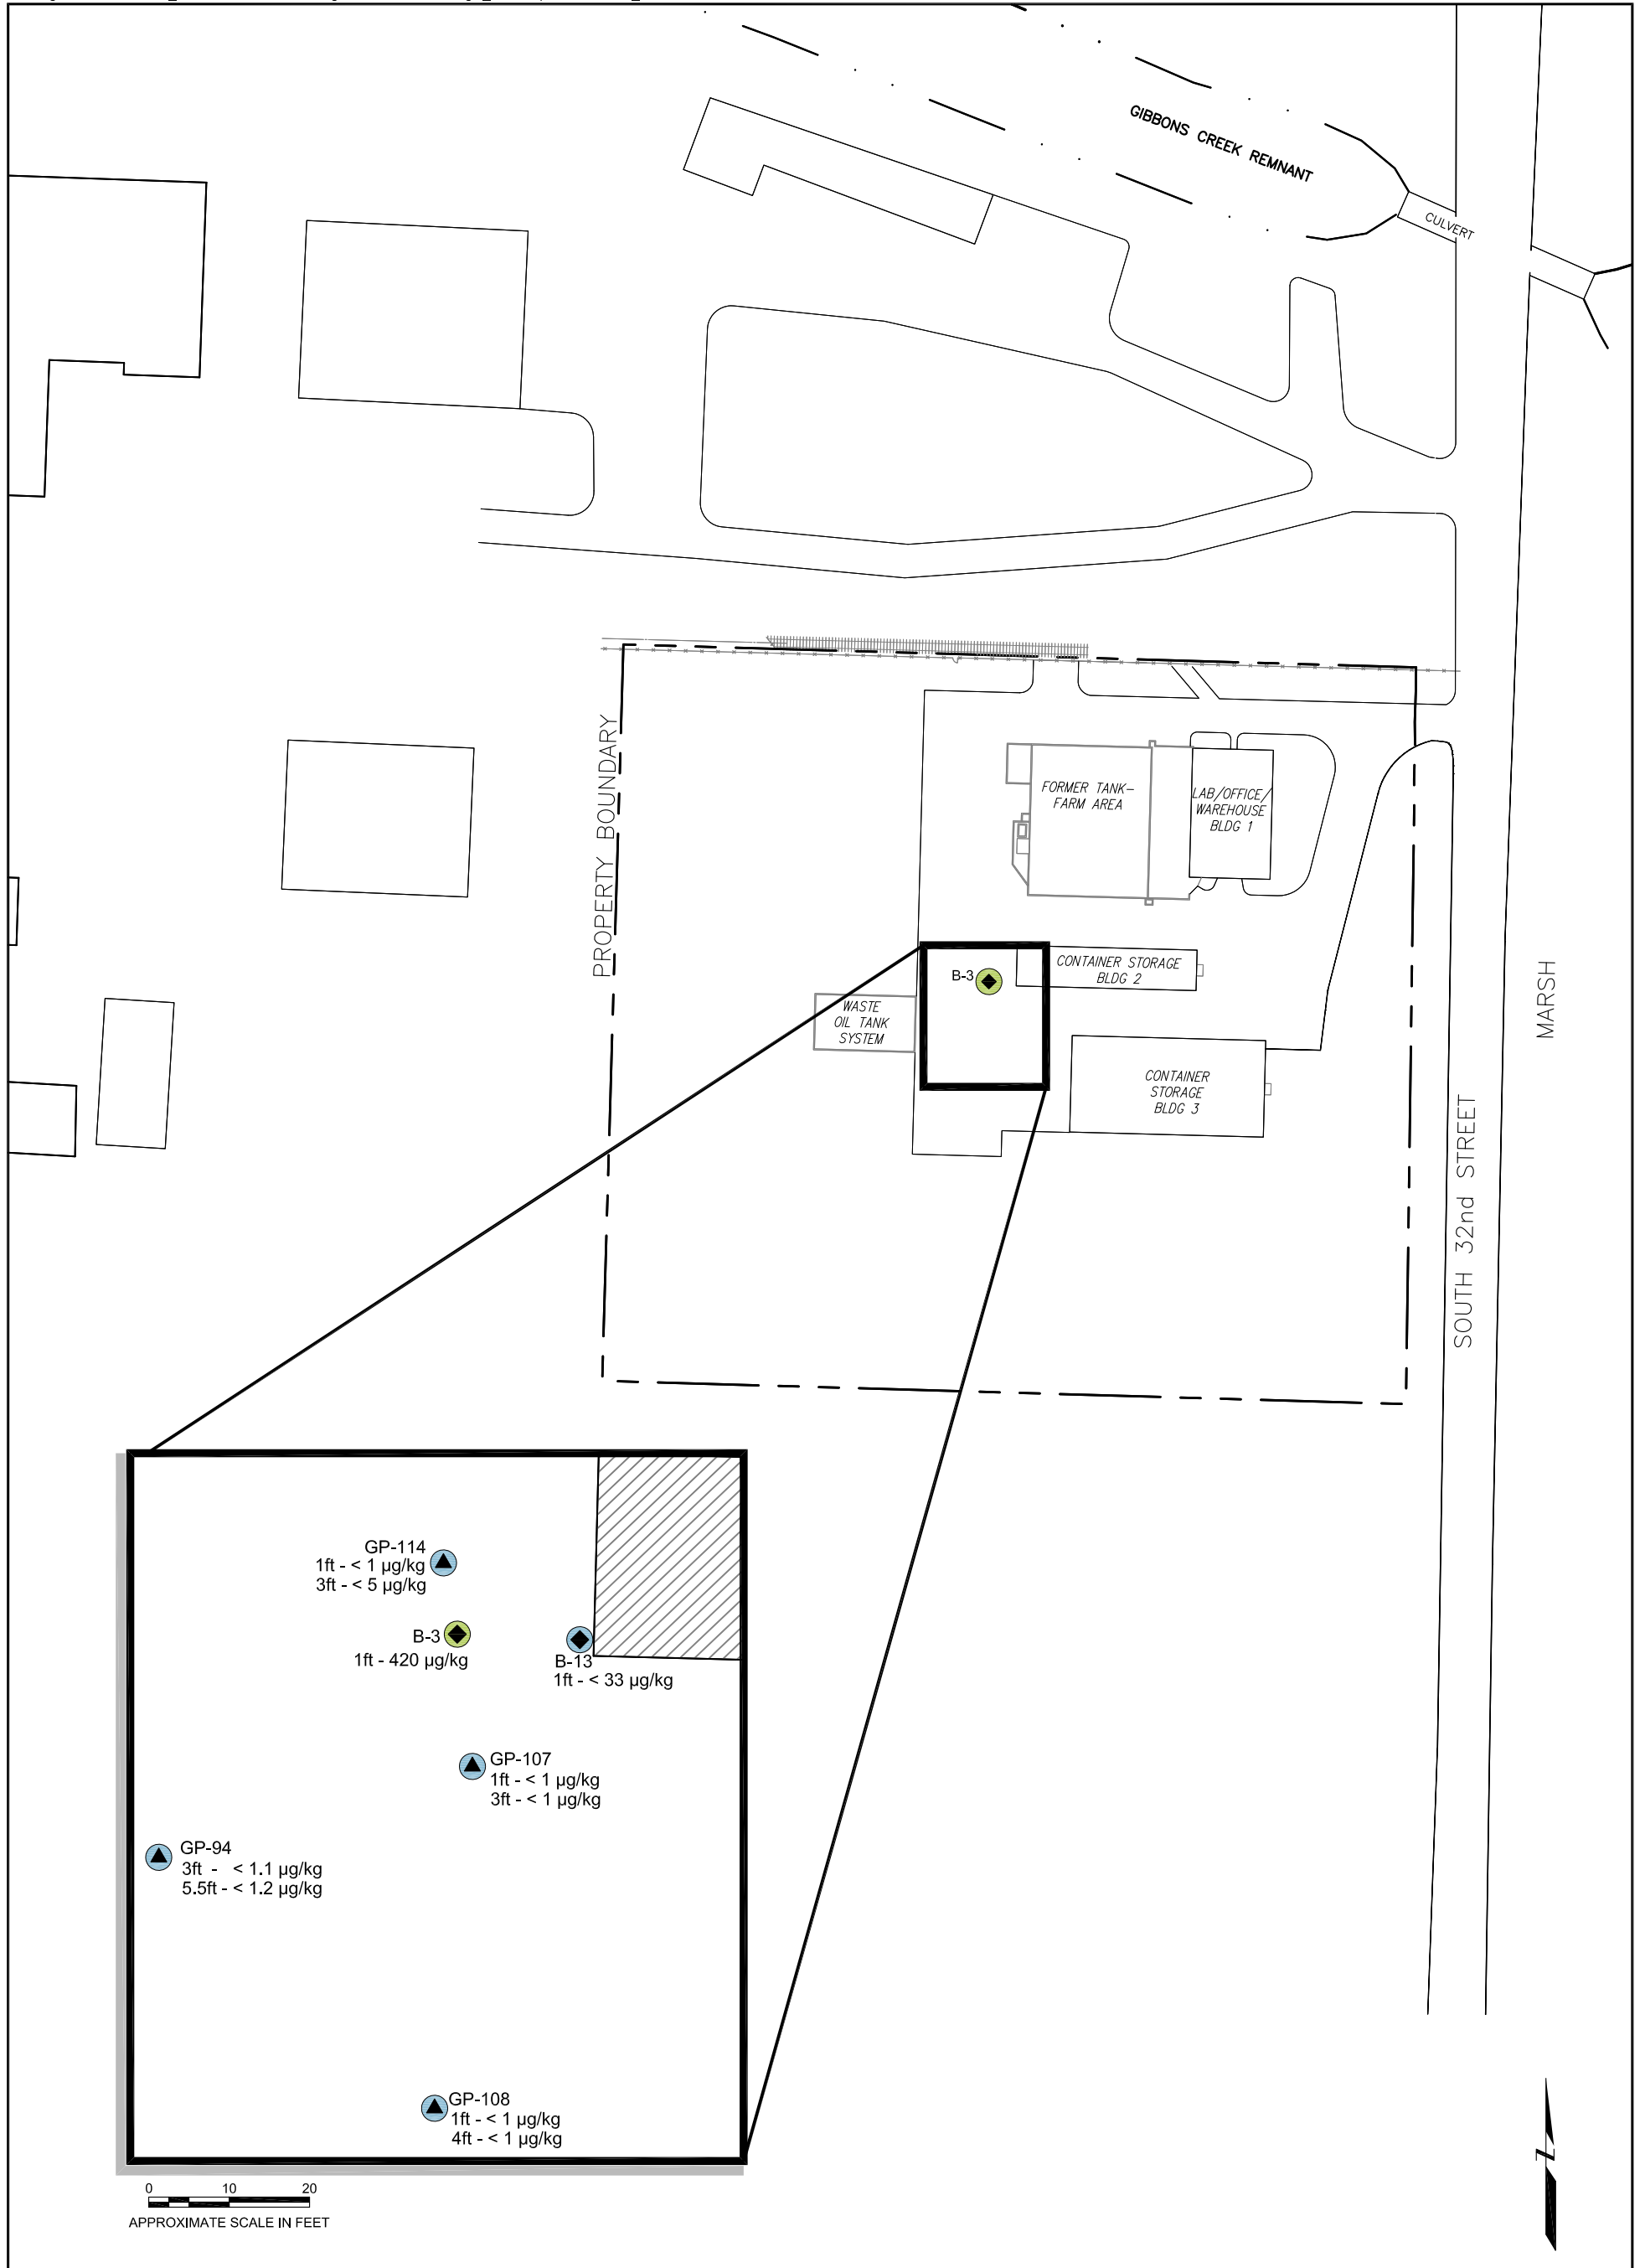 GIBBONS CREEK REMNANT
CULVERT
PROPERTY BOUNDARY
FORMER TANK-
FARM AREA
LAB/OFFICE/
WAREHOUSE
BLDG 1
B-3
CONTAINER STORAGE
BLDG 2
WASTE
OIL TANK
SYSTEM
CONTAINER
STORAGE
BLDG 3
MARSH
SOUTH 32nd STREET
GP-114
1ft - < 1 µg/kg
3ft - < 5 µg/kg
B-3
1ft - 420 µg/kg
B-13
1ft - < 33 µg/kg
GP-107
1ft - < 1 µg/kg
3ft - < 1 µg/kg
GP-94
3ft - < 1.1 µg/kg
5.5ft - < 1.2 µg/kg
GP-108
1ft - < 1 µg/kg
4ft - < 1 µg/kg
0 10 20
APPROXIMATE SCALE IN FEET
N